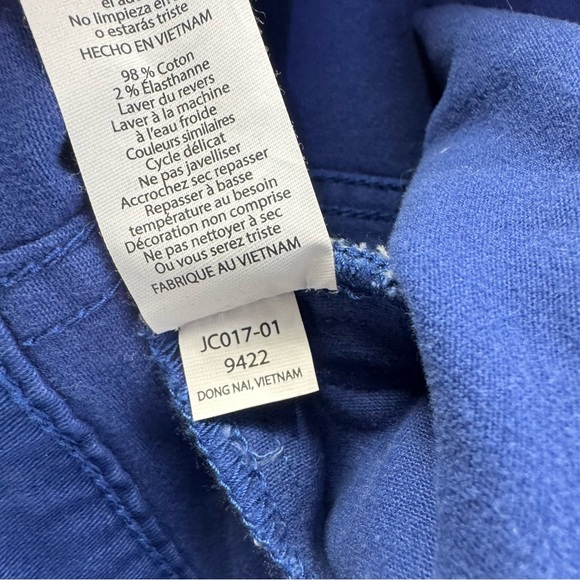 No limpieza en
o estarás triste
HECHO EN VIETNAM
98 % Coton
2 % Élasthanne
Laver du revers
Laver à la machine
à l'eau froide
Couleurs similaires
Cycle délicat
Ne pas javelliser
Accrochez sec repasser
Repasser à basse
température au besoin
Décoration non comprise
Ne pas nettoyer à sec
Ou vous serez triste
FABRIQUE AU VIETNAM
JC017-01
9422
DONG NAI, VIETNAM